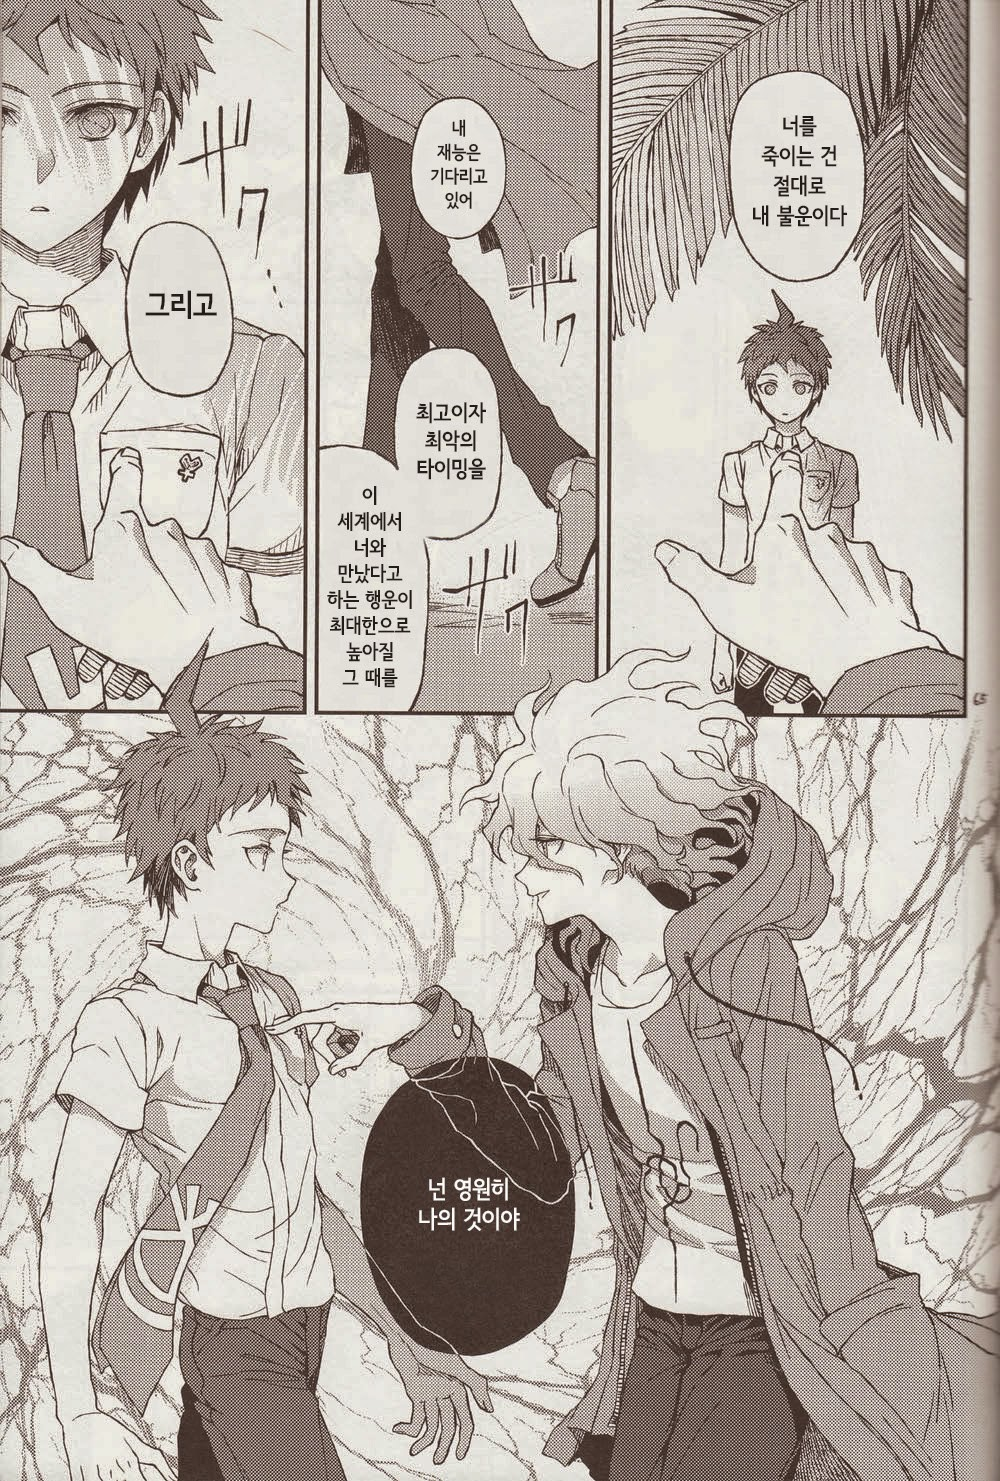 너를
죽이는 건
절대로
내 불운이다
내
재능은
기다리고
있어
최고이자
최악의
타이밍을
이
세계에서
너와
만났다고
하는 행운이
최대한으로
높아질
그 때를
ザッ
ザク
ザク
그리고
넌 영원히
나의 것이야